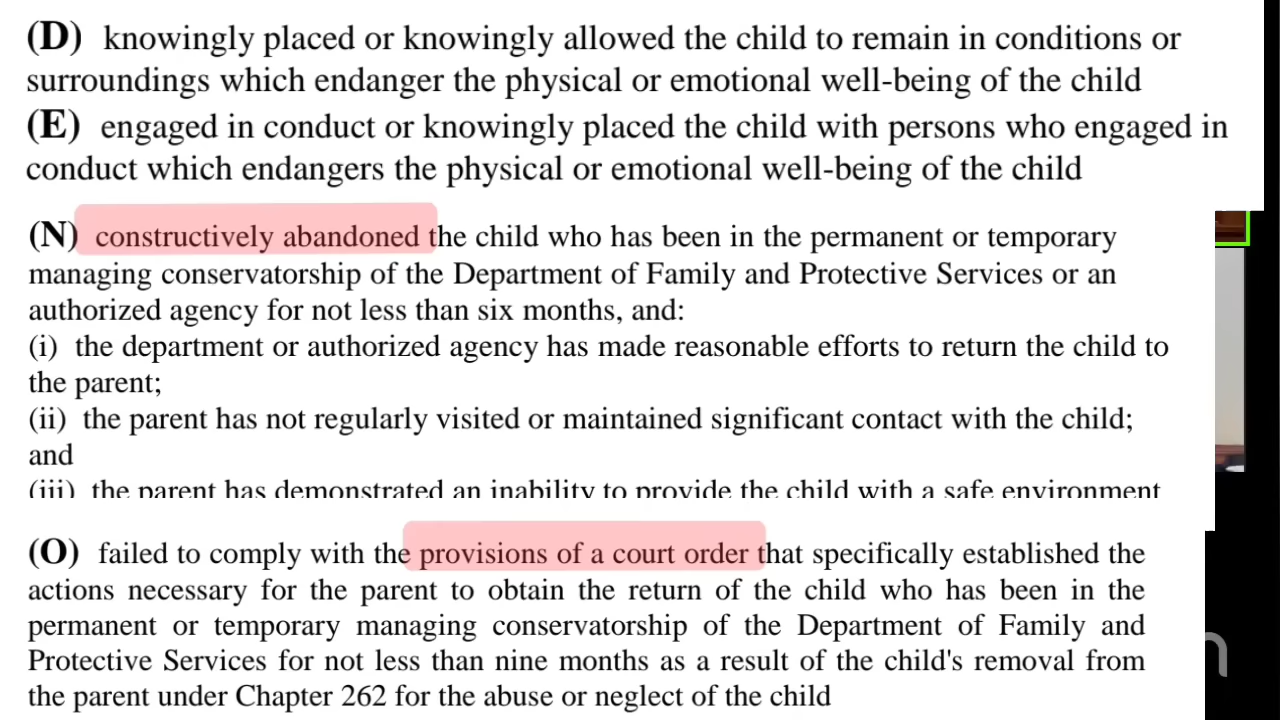 (D) knowingly placed or knowingly allowed the child to remain in conditions or
surroundings which endanger the physical or emotional well-being of the child
(E) engaged in conduct or knowingly placed the child with persons who engaged in
conduct which endangers the physical or emotional well-being of the child
(N) constructively abandoned the child who has been in the permanent or temporary
managing conservatorship of the Department of Family and Protective Services or an
authorized agency for not less than six months, and:
(i) the department or authorized agency has made reasonable efforts to return the child to
the parent;
(ii) the parent has not regularly visited or maintained significant contact with the child;
and
(iii) the parent has demonstrated an inability to provide the child with a safe environment
(O) failed to comply with the provisions of a court order that specifically established the
actions necessary for the parent to obtain the return of the child who has been in the
permanent or temporary managing conservatorship of the Department of Family and
Protective Services for not less than nine months as a result of the child's removal from
the parent under Chapter 262 for the abuse or neglect of the child